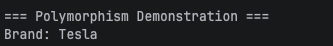 === Polymorphism Demonstration ===
Brand: Tesla